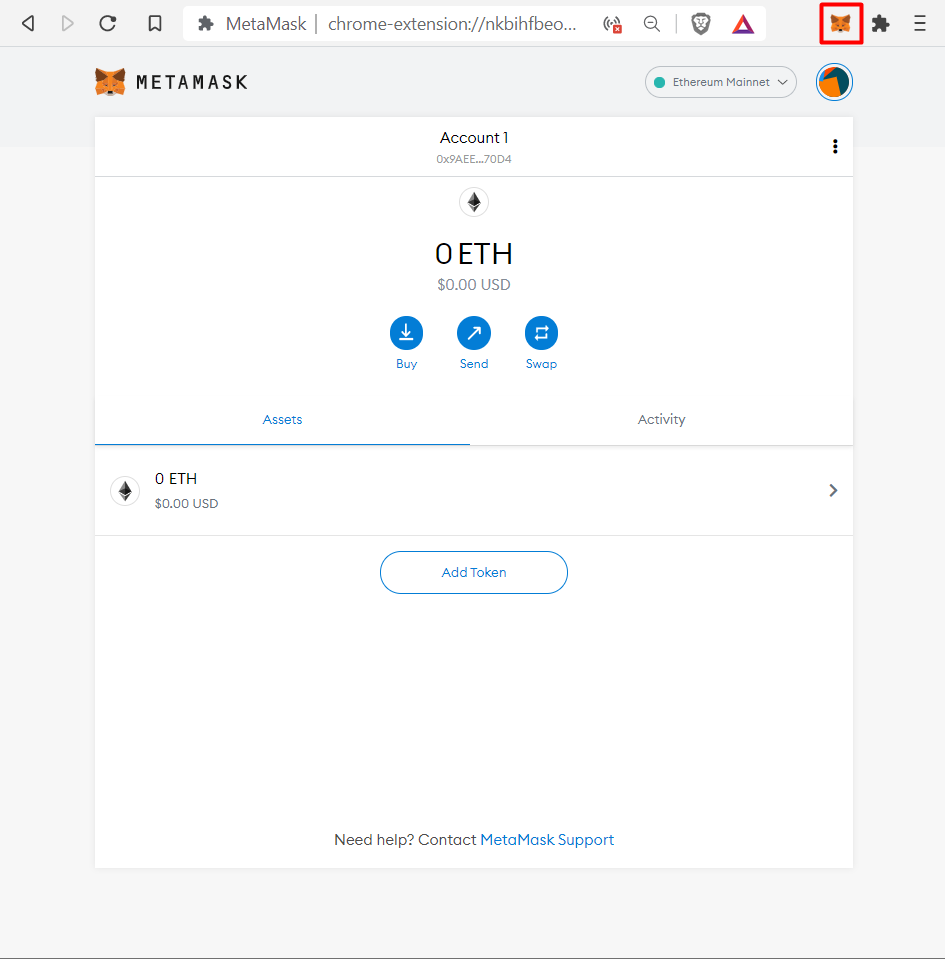 MetaMask | chrome-extension://nkbihfbeo...
METAMASK
Ethereum Mainnet
Account 1
0x9AEE...70D4
0 ETH
$0.00 USD
Buy Send Swap
Assets Activity
0 ETH
$0.00 USD
Add Token
Need help? Contact MetaMask Support